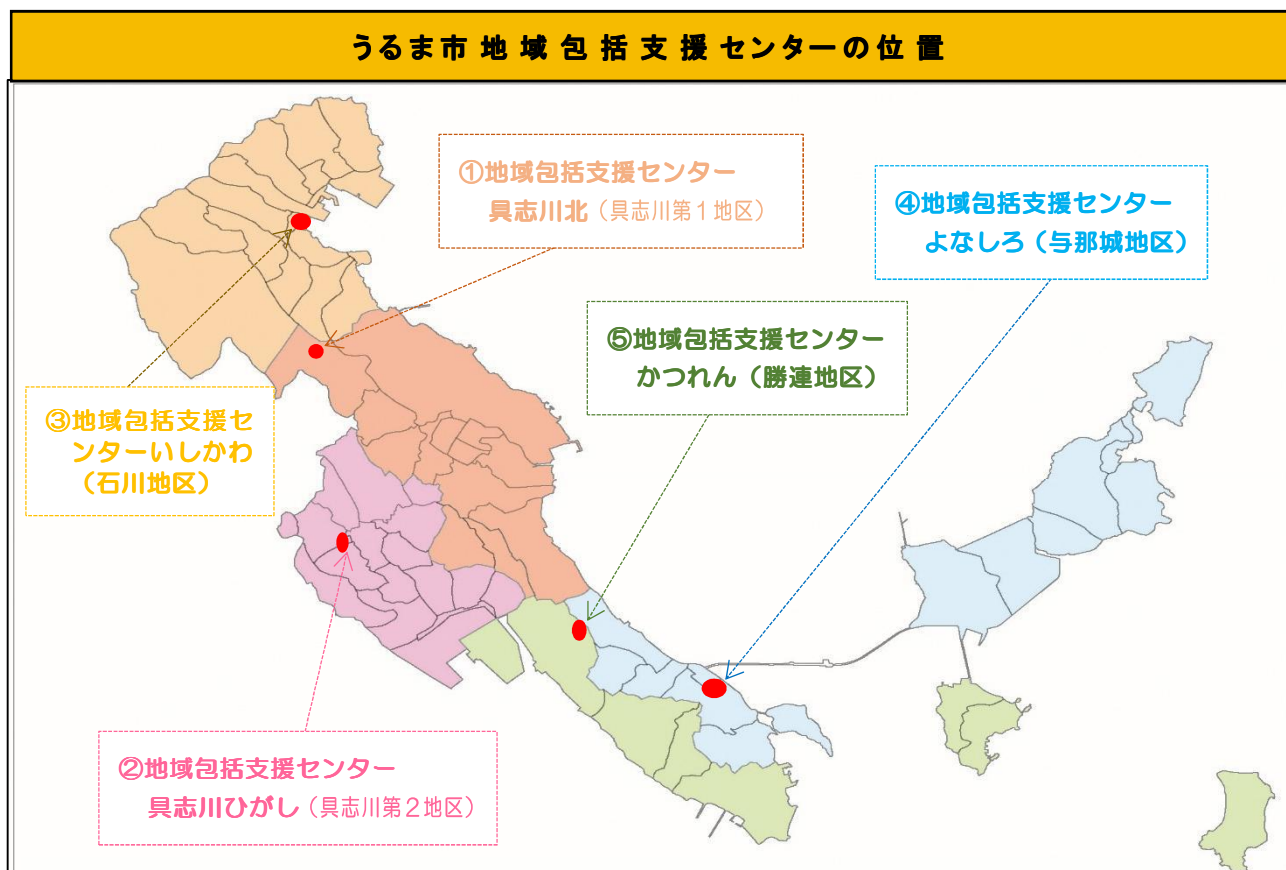 うるま市地域包括支援センターの位置
①地域包括支援センター
具志川北（具志川第１地区）
④地域包括支援センター
よなしろ（与那城地区）
⑤地域包括支援センター
かつれん（勝連地区）
③地域包括支援セ
ンターいしかわ
（石川地区）
②地域包括支援センター
具志川ひがし（具志川第２地区）